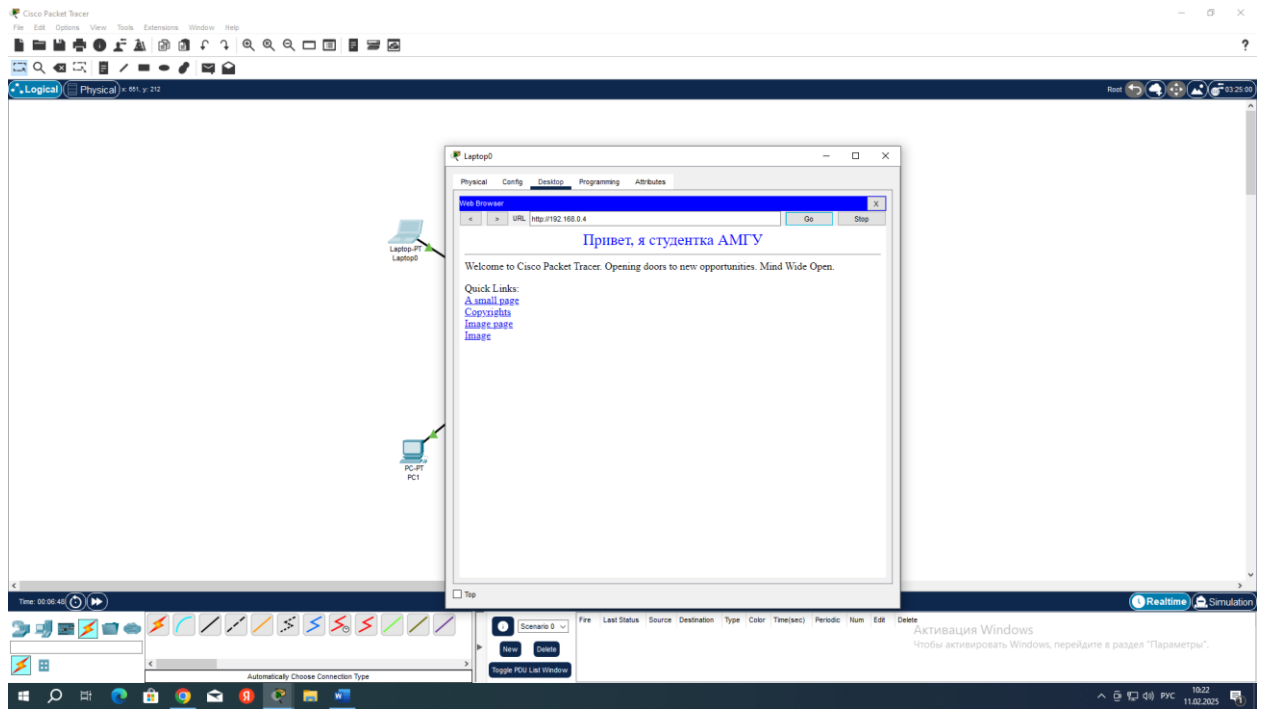 Cisco Packet Tracer
File Edit Options View Tools Extensions Window Help
?
Logical Physical x: 651, y: 212
Root 03:25:00
Laptop0
Physical Config Desktop Programming Attributes
Web Browser X
< > URL http://192.168.0.4 Go Stop
Привет, я студентка АМГУ
Welcome to Cisco Packet Tracer. Opening doors to new opportunities. Mind Wide Open.
Quick Links:
A small page
Copyrights
Image page
Image
Laptop-PT
Laptop0
PC-PT
PC1
Top
Time: 00:06:48
Realtime Simulation
Scenario 0
New Delete
Toggle PDU List Window
Fire Last Status Source Destination Type Color Time(sec) Periodic Num Edit Delete
Automatically Choose Connection Type
Активация Windows
Чтобы активировать Windows, перейдите в раздел "Параметры".
РУС
10:22
11.02.2025